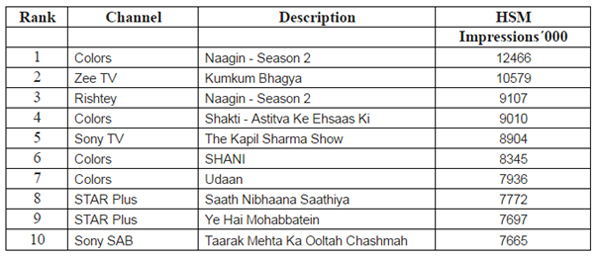 Rank Channel Description HSM
Impressions´000
1 Colors Naagin - Season 2 12466
2 Zee TV Kumkum Bhagya 10579
3 Rishtey Naagin - Season 2 9107
4 Colors Shakti - Astitva Ke Ehsaas Ki 9010
5 Sony TV The Kapil Sharma Show 8904
6 Colors SHANI 8345
7 Colors Udaan 7936
8 STAR Plus Saath Nibhaana Saathiya 7772
9 STAR Plus Ye Hai Mohabbatein 7697
10 Sony SAB Taarak Mehta Ka Ooltah Chashmah 7665